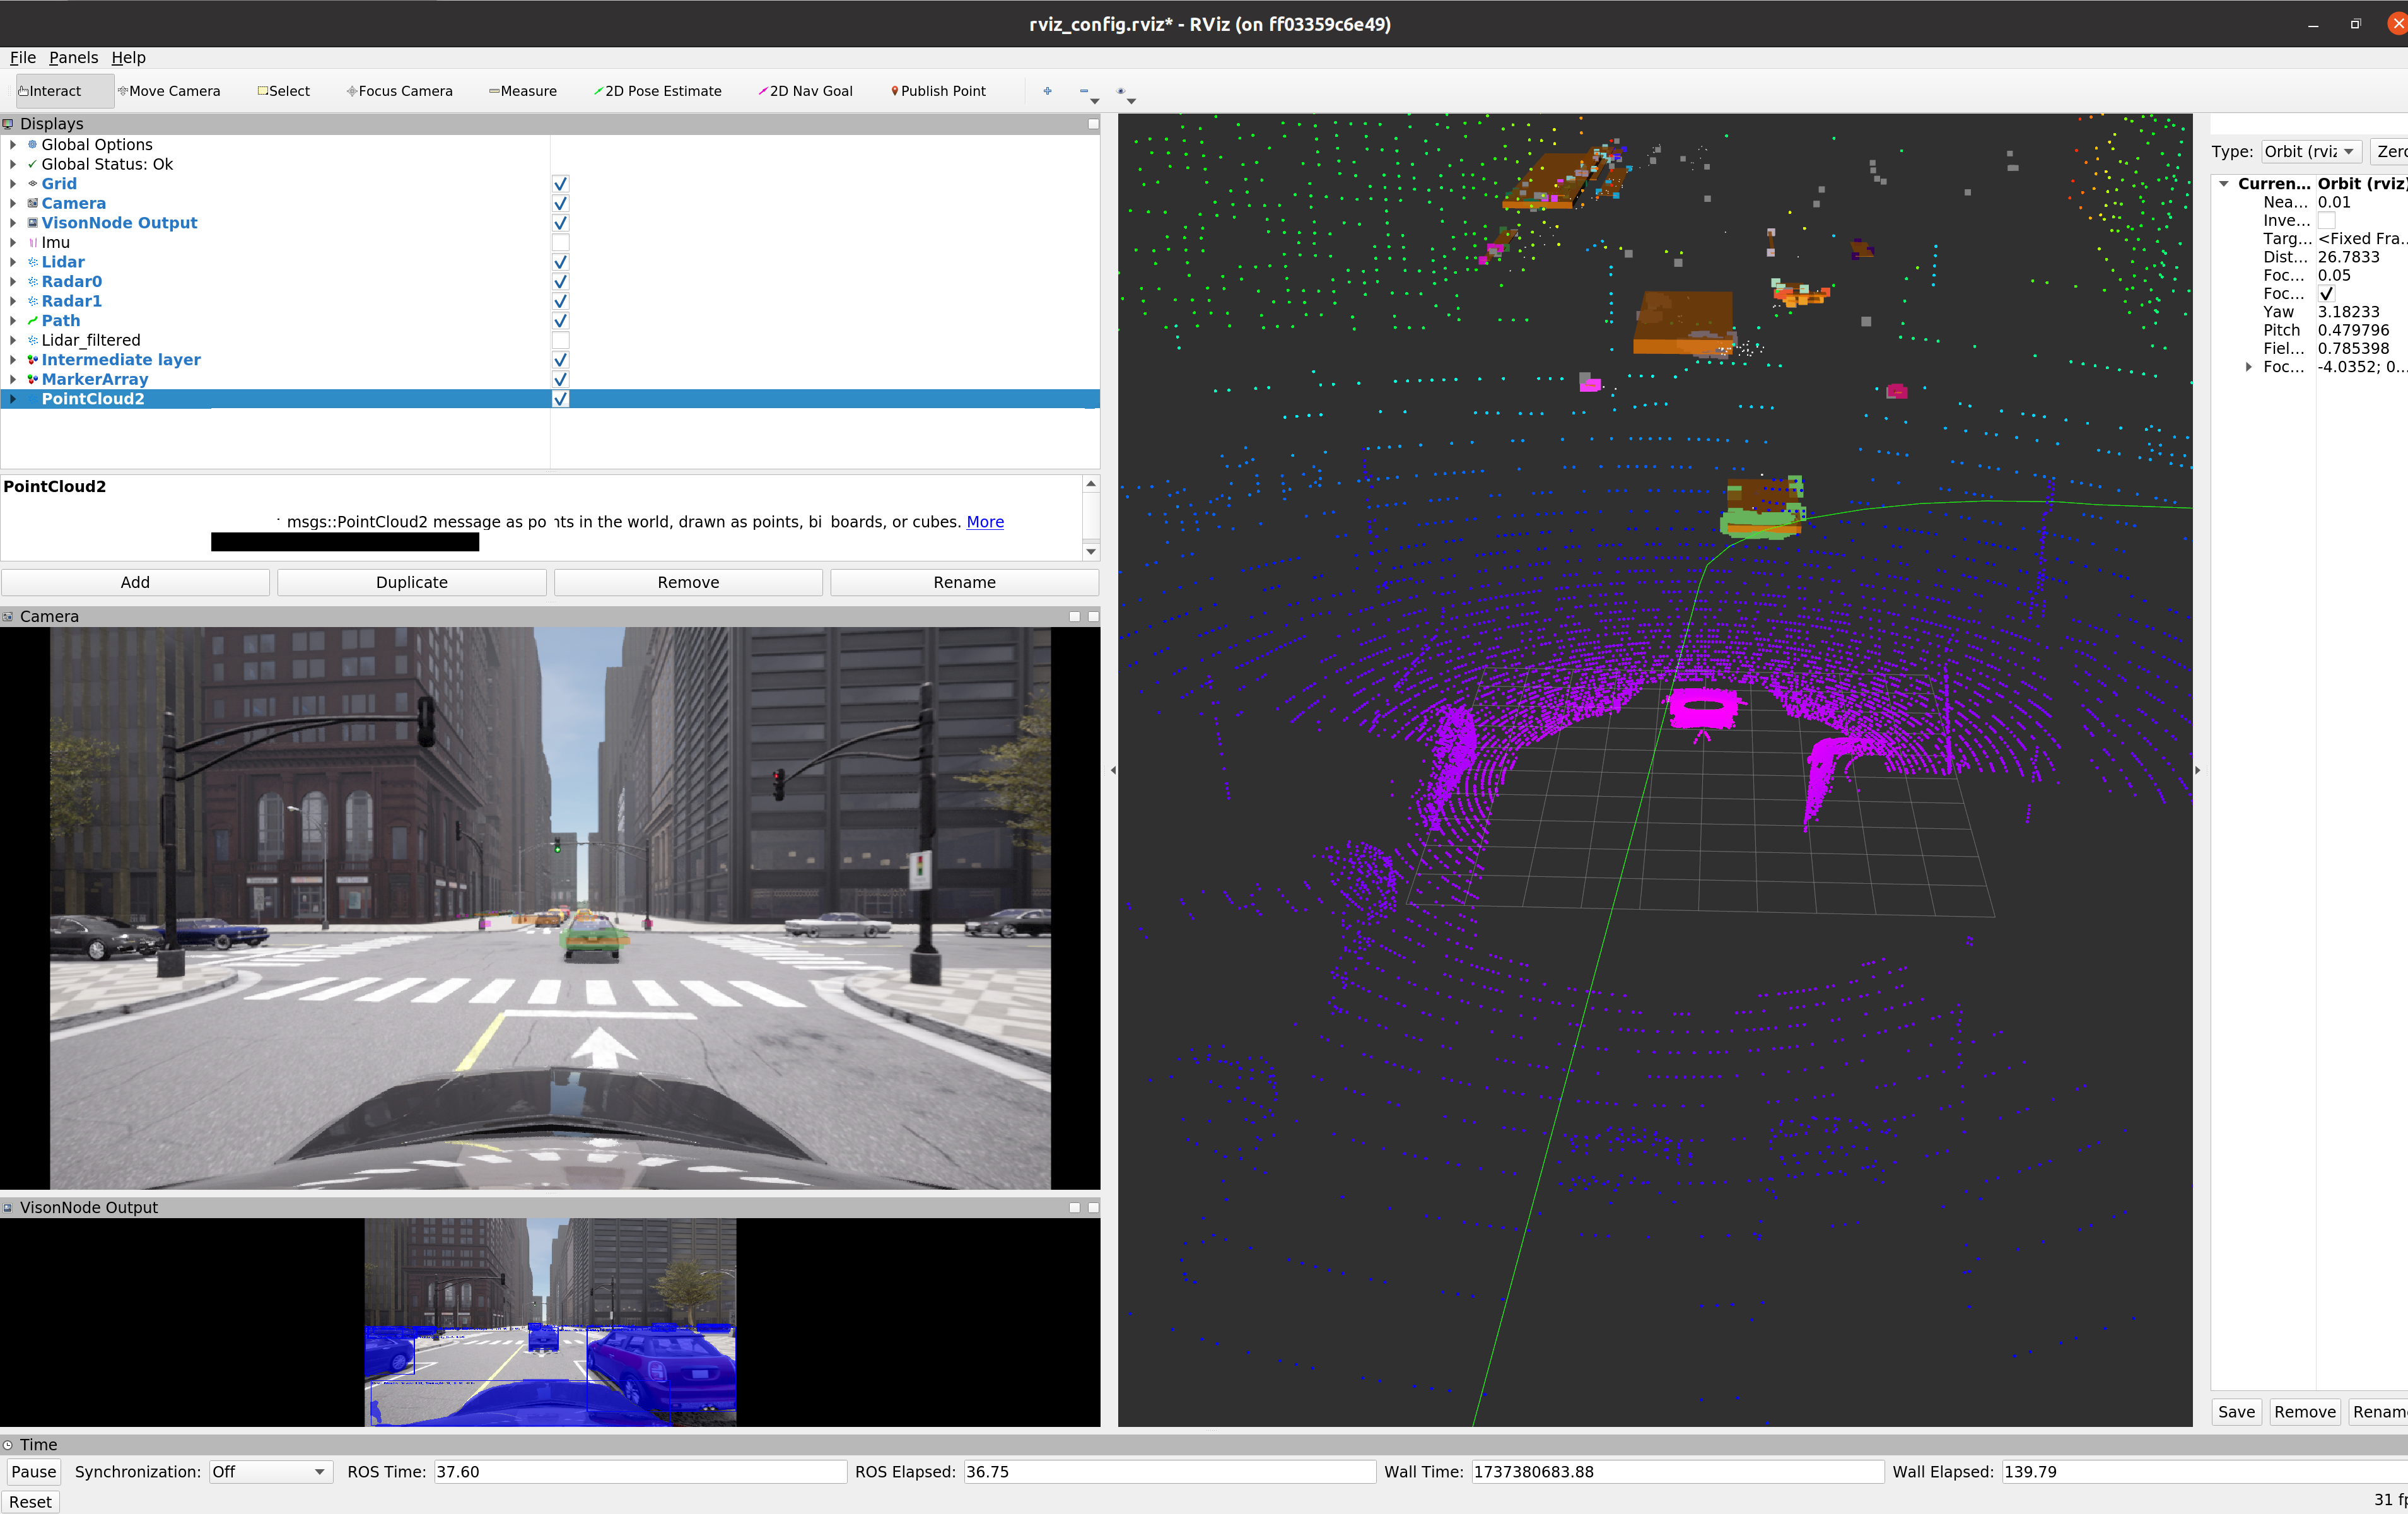 rviz_config.rviz* - RViz (on ff03359c6e49)
File Panels Help
Interact Move Camera Select Focus Camera Measure 2D Pose Estimate 2D Nav Goal Publish Point
Displays
Global Options
Global Status: Ok
Grid
Camera
VisonNode Output
Imu
Lidar
Radar0
Radar1
Path
Lidar_filtered
Intermediate layer
MarkerArray
PointCloud2
PointCloud2
msgs::PointCloud2 message as po nts in the world, drawn as points, bi boards, or cubes. More
Add Duplicate Remove Rename
Camera
VisonNode Output
Type: Orbit (rviz Zero
Curren... Orbit (rviz)
Nea... 0.01
Inve...
Targ... <Fixed Fra...
Dist... 26.7833
Foc... 0.05
Foc...
Yaw 3.18233
Pitch 0.479796
Fiel... 0.785398
Foc... -4.0352; 0...
Save Remove Renam
Time
Pause Synchronization: Off ROS Time: 37.60 ROS Elapsed: 36.75 Wall Time: 1737380683.88 Wall Elapsed: 139.79
Reset
31 fp